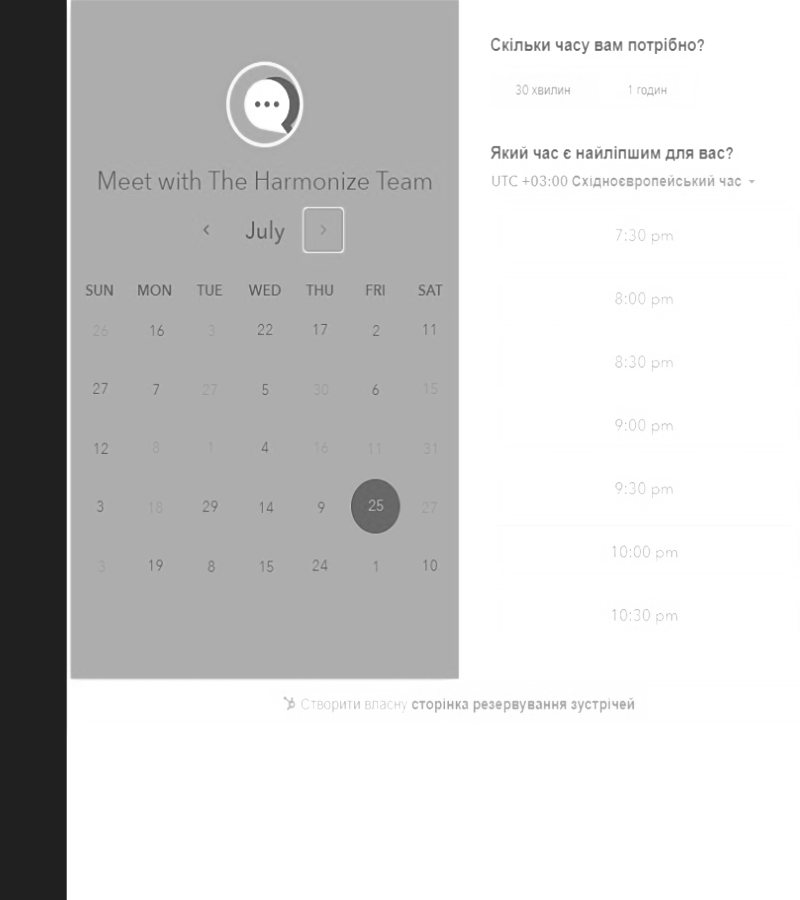 Meet with The Harmonize Team
July
SUN MON TUE WED THU FRI SAT
26 16 3 22 17 2 11
27 7 27 5 30 6 15
12 8 1 4 16 11 31
3 18 29 14 9 25 27
3 19 8 15 24 1 10
Скільки часу вам потрібно?
30 хвилин 1 годин
Який час є найліпшим для вас?
UTC +03:00 Східноєвропейський час
7:30 pm
8:00 pm
8:30 pm
9:00 pm
9:30 pm
10:00 pm
10:30 pm
Створити власну сторінка резервування зустрічей